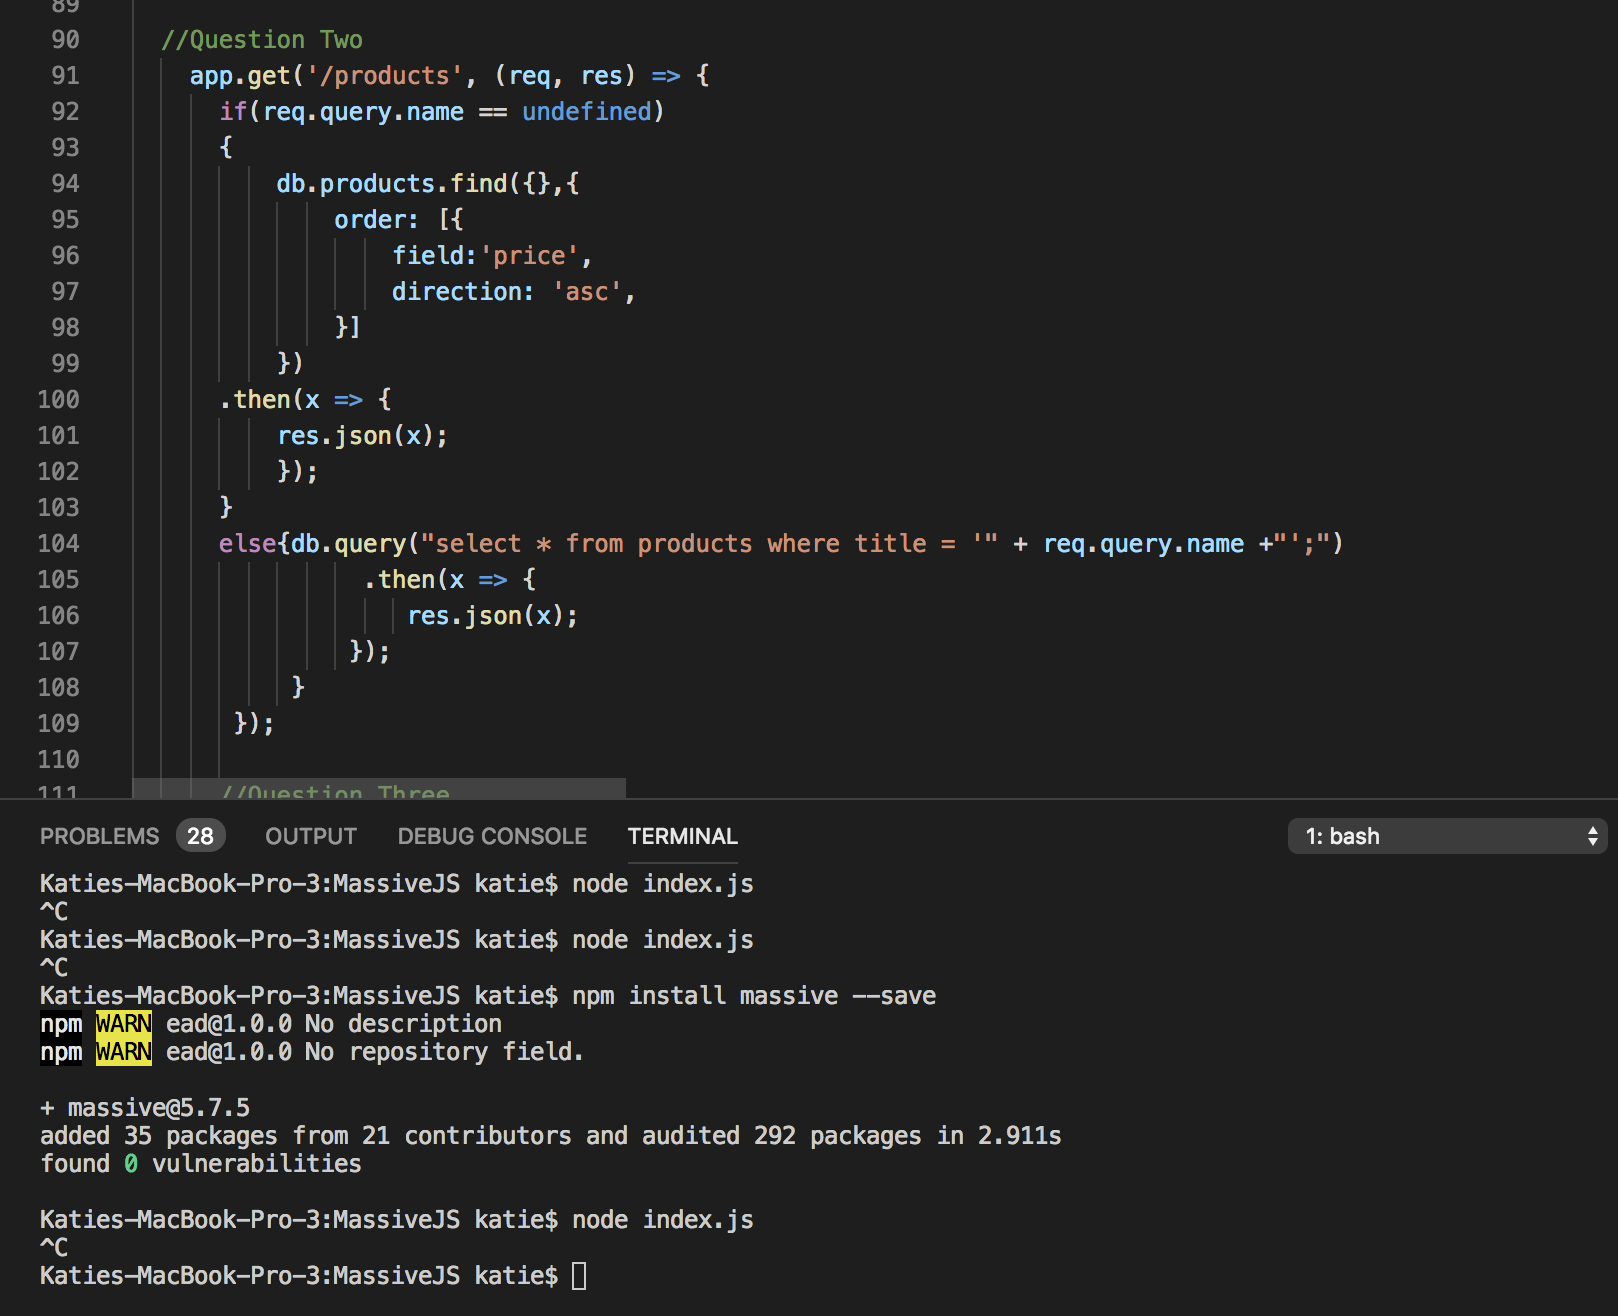 89
90 //Question Two
91 app.get('/products', (req, res) => {
92 if(req.query.name == undefined)
93 {
94 db.products.find({},{
95 order: [{
96 field:'price',
97 direction: 'asc',
98 }]
99 })
100 .then(x => {
101 res.json(x);
102 });
103 }
104 else{db.query("select * from products where title = '" + req.query.name +"';")
105 .then(x => {
106 res.json(x);
107 });
108 }
109 });
110
111 //Question Three
PROBLEMS 28 OUTPUT DEBUG CONSOLE TERMINAL 1: bash
Katies-MacBook-Pro-3:MassiveJS katie$ node index.js
^C
Katies-MacBook-Pro-3:MassiveJS katie$ node index.js
^C
Katies-MacBook-Pro-3:MassiveJS katie$ npm install massive --save
npm WARN ead@1.0.0 No description
npm WARN ead@1.0.0 No repository field.
+ massive@5.7.5
added 35 packages from 21 contributors and audited 292 packages in 2.911s
found 0 vulnerabilities
Katies-MacBook-Pro-3:MassiveJS katie$ node index.js
^C
Katies-MacBook-Pro-3:MassiveJS katie$